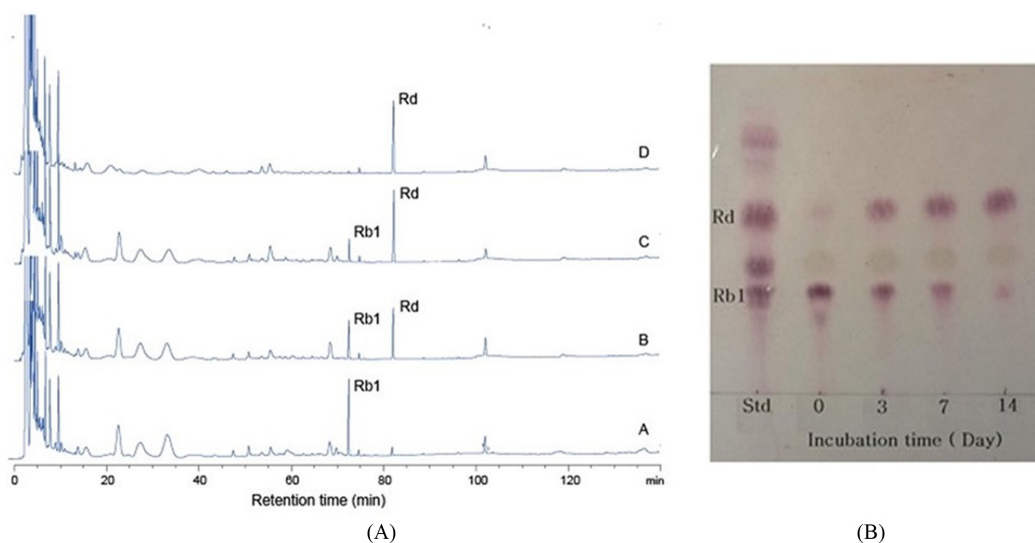 Rd
D
Rd
Rb1
C
Rb1
Rd
B
Rb1
A
0 20 40 60 80 100 120 min
Retention time (min)
(A)
Rd
Rb1
Std 0 3 7 14
Incubation time ( Day)
(B)